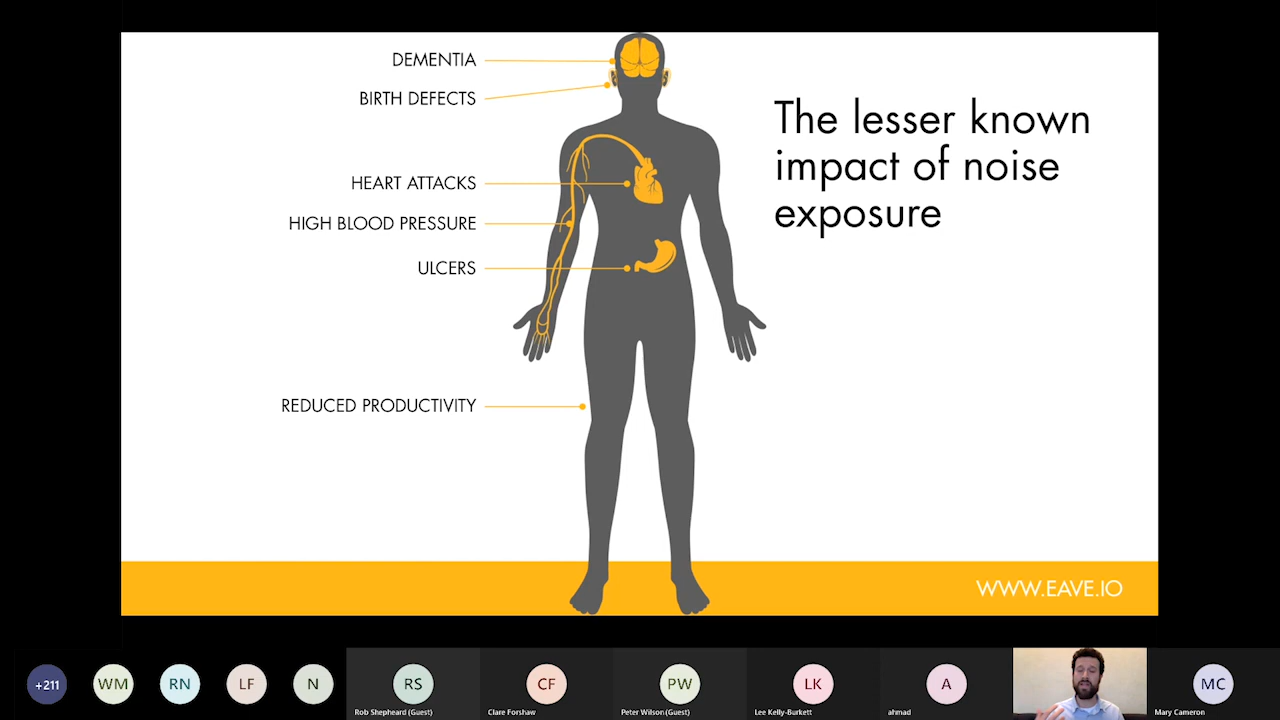 DEMENTIA
BIRTH DEFECTS
HEART ATTACKS
HIGH BLOOD PRESSURE
ULCERS
REDUCED PRODUCTIVITY
The lesser known
impact of noise
exposure
WWW.EAVE.IO
+211
WM
RN
LF
N
RS
Rob Shepheard (Guest)
CF
Clare Forshaw
PW
Peter Wilson (Guest)
LK
Lee Kelly-Burkett
A
ahmad
MC
Mary Cameron